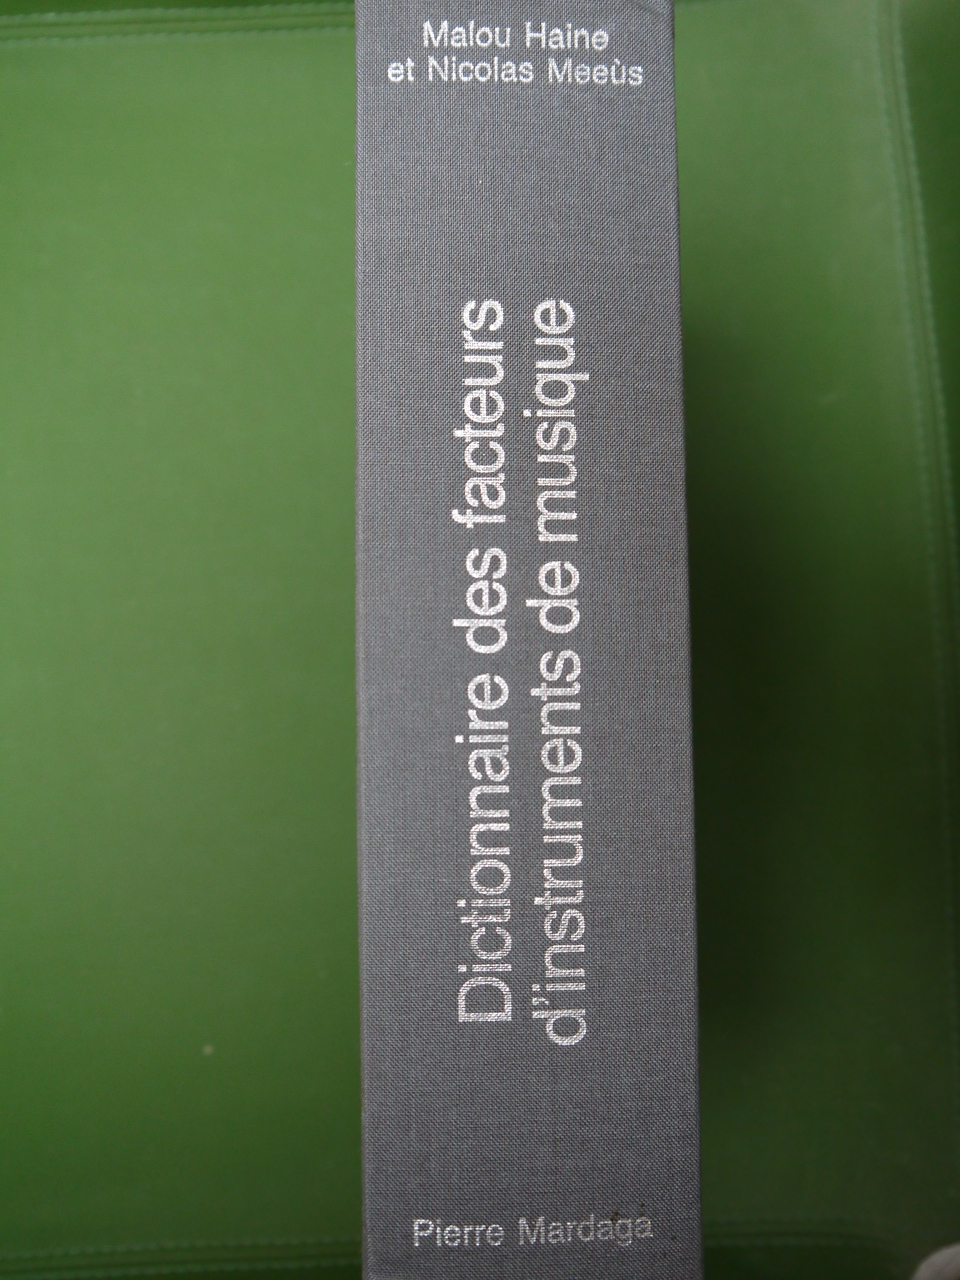 Malou Haine
et Nicolas Meeùs
Dictionnaire des facteurs
d'instruments de musique
Pierre Mardaga